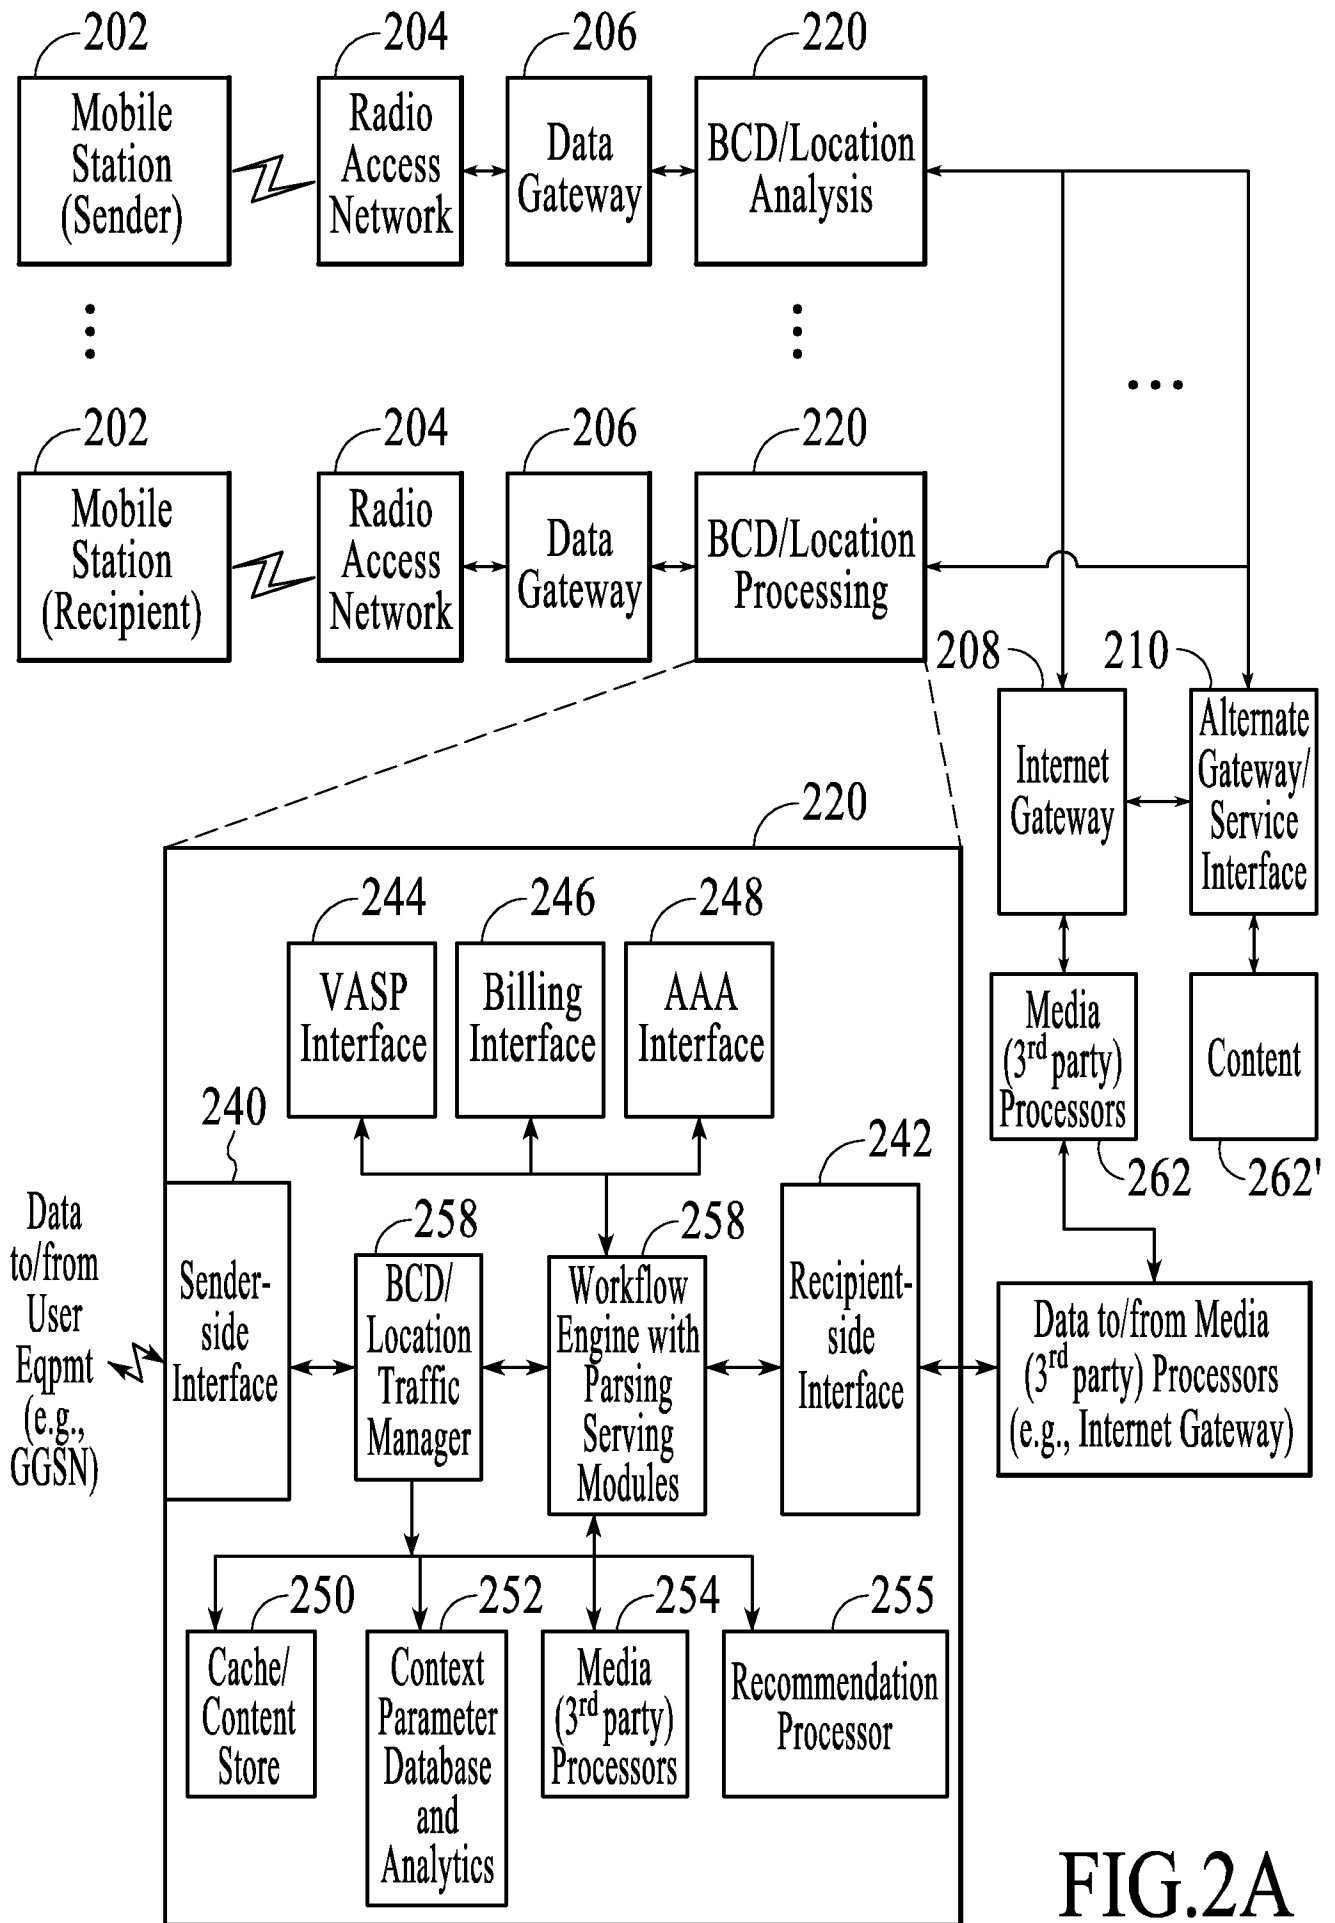 202
204
206
220
Mobile
Station
(Sender)
Radio
Access
Network
Data
Gateway
BCD/Location
Analysis
202
204
206
220
Mobile
Station
(Recipient)
Radio
Access
Network
Data
Gateway
BCD/Location
Processing
208
210
Internet
Gateway
Alternate
Gateway/
Service
Interface
220
244
246
248
VASP
Interface
Billing
Interface
AAA
Interface
Media
(3rd party)
Processors
Content
262
262'
240
242
258
258
Data
to/from
User
Eqpmt
(e.g.,
GGSN)
Sender-
side
Interface
BCD/
Location
Traffic
Manager
Workflow
Engine with
Parsing
Serving
Modules
Recipient-
side
Interface
Data to/from Media
(3rd party) Processors
(e.g., Internet Gateway)
250
252
254
255
Cache/
Content
Store
Context
Parameter
Database
and
Analytics
Media
(3rd party)
Processors
Recommendation
Processor
FIG.2A